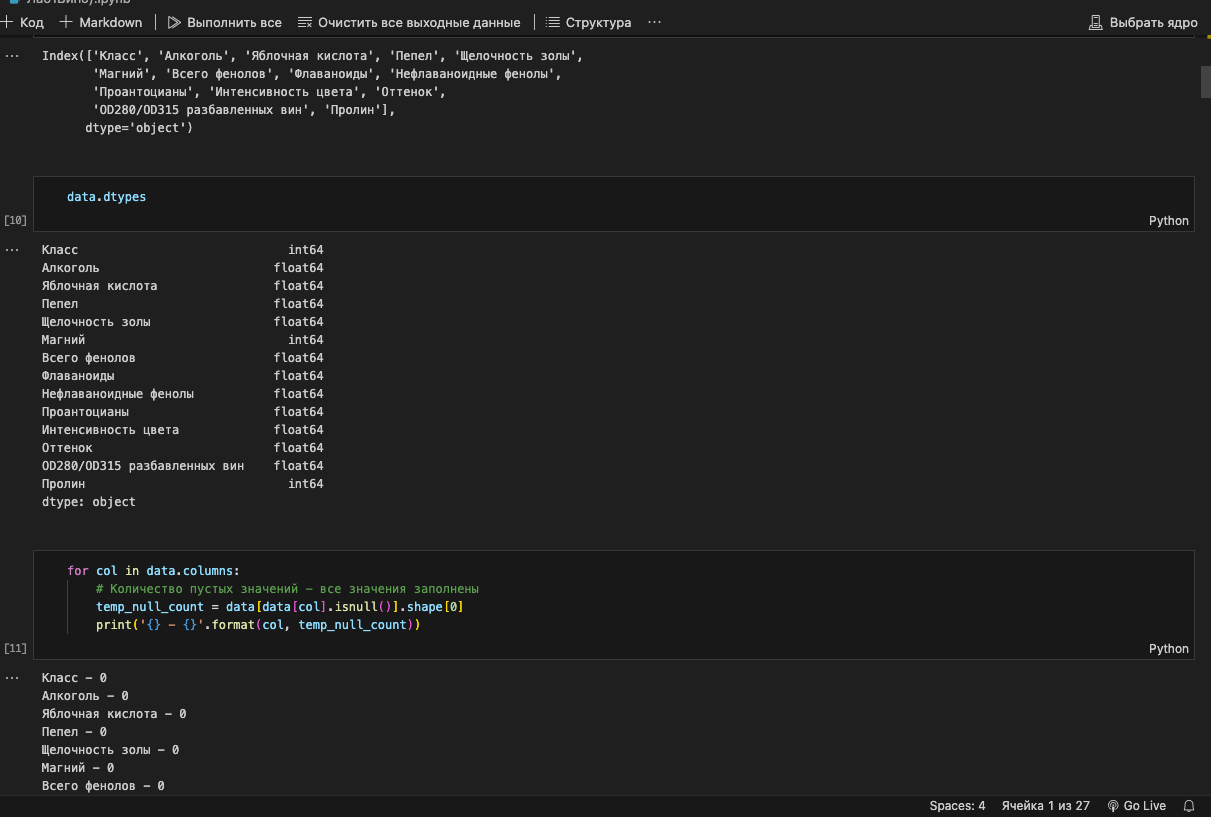 + Код + Markdown Выполнить все Очистить все выходные данные Структура ... Выбрать ядро
... Index(['Класс', 'Алкоголь', 'Яблочная кислота', 'Пепел', 'Щелочность золы',
'Магний', 'Всего фенолов', 'Флаваноиды', 'Нефлаваноидные фенолы',
'Проантоцианы', 'Интенсивность цвета', 'Оттенок',
'OD280/OD315 разбавленных вин', 'Пролин'],
dtype='object')
data.dtypes
[10] Python
... Класс int64
Алкоголь float64
Яблочная кислота float64
Пепел float64
Щелочность золы float64
Магний int64
Всего фенолов float64
Флаваноиды float64
Нефлаваноидные фенолы float64
Проантоцианы float64
Интенсивность цвета float64
Оттенок float64
OD280/OD315 разбавленных вин float64
Пролин int64
dtype: object
for col in data.columns:
# Количество пустых значений - все значения заполнены
temp_null_count = data[data[col].isnull()].shape[0]
print('{} - {}'.format(col, temp_null_count))
[11] Python
... Класс - 0
Алкоголь - 0
Яблочная кислота - 0
Пепел - 0
Щелочность золы - 0
Магний - 0
Всего фенолов - 0
Spaces: 4 Ячейка 1 из 27 Go Live